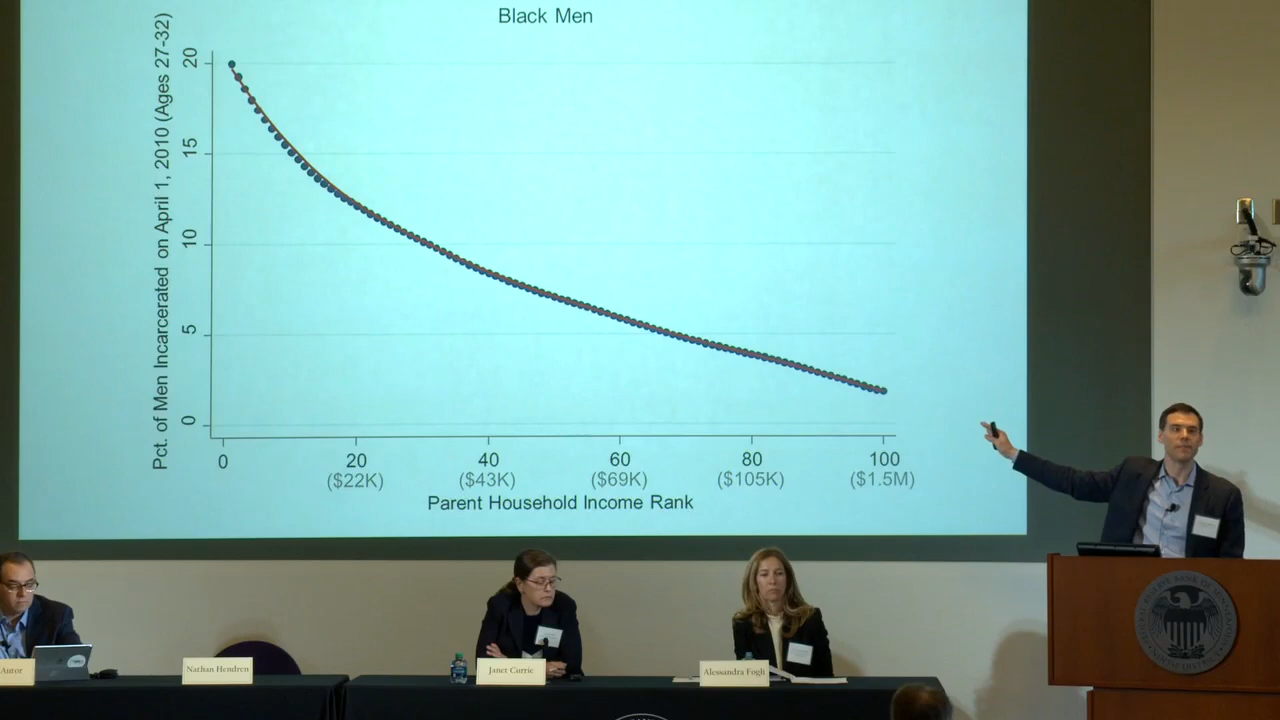 Black Men
Pct. of Men Incarcerated on April 1, 2010 (Ages 27-32)
20
15
10
5
0
0 20 40 60 80 100
($22K) ($43K) ($69K) ($105K) ($1.5M)
Parent Household Income Rank
Autor
Nathan Hendren
Janet Currie
Alessandra Fogli